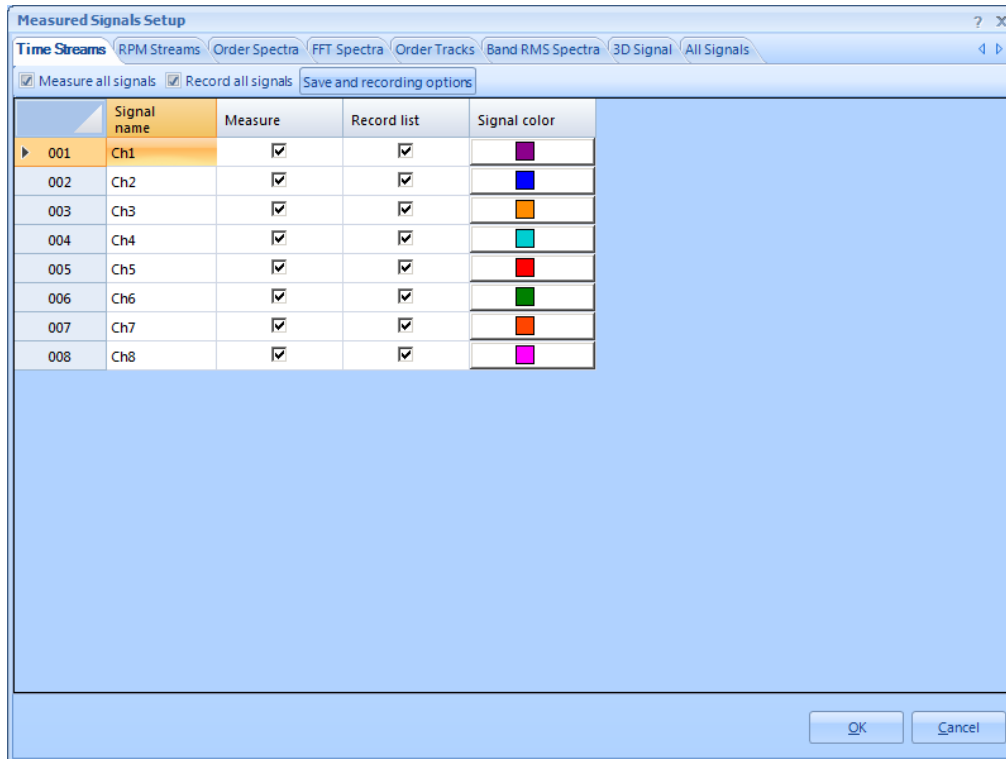 Measured Signals Setup
Time Streams RPM Streams Order Spectra FFT Spectra Order Tracks Band RMS Spectra 3D Signal All Signals
Measure all signals Record all signals Save and recording options
Signal name Measure Record list Signal color
001 Ch1
002 Ch2
003 Ch3
004 Ch4
005 Ch5
006 Ch6
007 Ch7
008 Ch8
OK Cancel